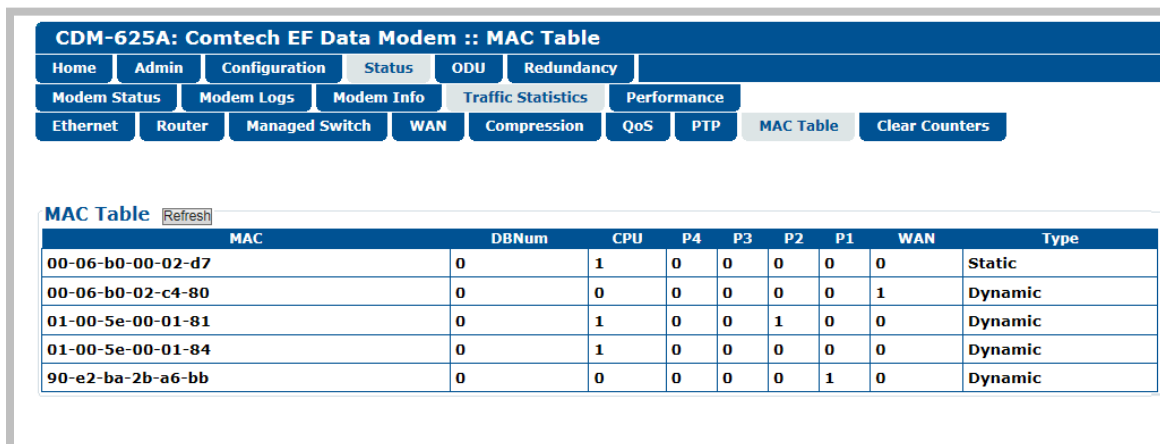 CDM-625A: Comtech EF Data Modem :: MAC Table
Home Admin Configuration Status ODU Redundancy
Modem Status Modem Logs Modem Info Traffic Statistics Performance
Ethernet Router Managed Switch WAN Compression QoS PTP MAC Table Clear Counters
MAC Table Refresh
MAC DBNum CPU P4 P3 P2 P1 WAN Type
00-06-b0-00-02-d7 0 1 0 0 0 0 0 Static
00-06-b0-02-c4-80 0 0 0 0 0 0 1 Dynamic
01-00-5e-00-01-81 0 1 0 0 1 0 0 Dynamic
01-00-5e-00-01-84 0 1 0 0 0 0 0 Dynamic
90-e2-ba-2b-a6-bb 0 0 0 0 0 1 0 Dynamic